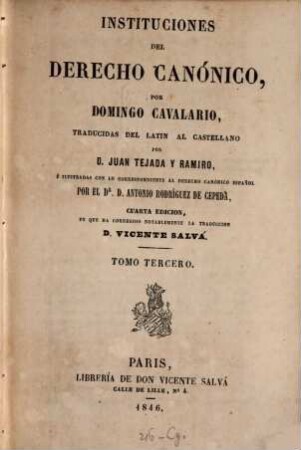 INSTITUCIONES
DEL
DERECHO CANÓNICO,
POR
DOMINGO CAVALARIO,
TRADUCIDAS DEL LATIN AL CASTELLANO
POR
D. JUAN TEJADA Y RAMIRO,
É ILUSTRADAS CON LO CORRESPONDIENTE AL DERECHO CANÓNICO ESPAÑOL
POR EL Dr. D. ANTONIO RODRÍGUEZ DE CEPEDA,
CUARTA EDICION,
EN QUE HA CORREGIDO NOTABLEMENTE LA TRADUCCION
D. VICENTE SALVÁ.
TOMO TERCERO.
PARIS,
LIBRERÍA DE DON VICENTE SALVÁ
CALLE DE LILLE, Nº 4.
1846.